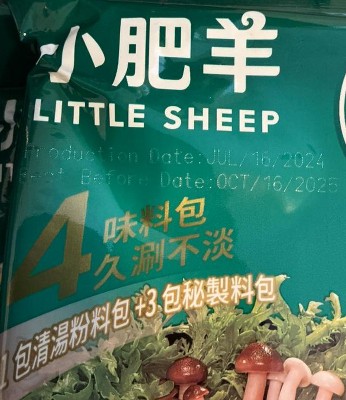 小肥羊
LITTLE SHEEP
Production Date:JUL/16/2024
Best Before Date:OCT/16/2025
4味料包
久涮不淡
1包清湯粉料包+3包秘製料包